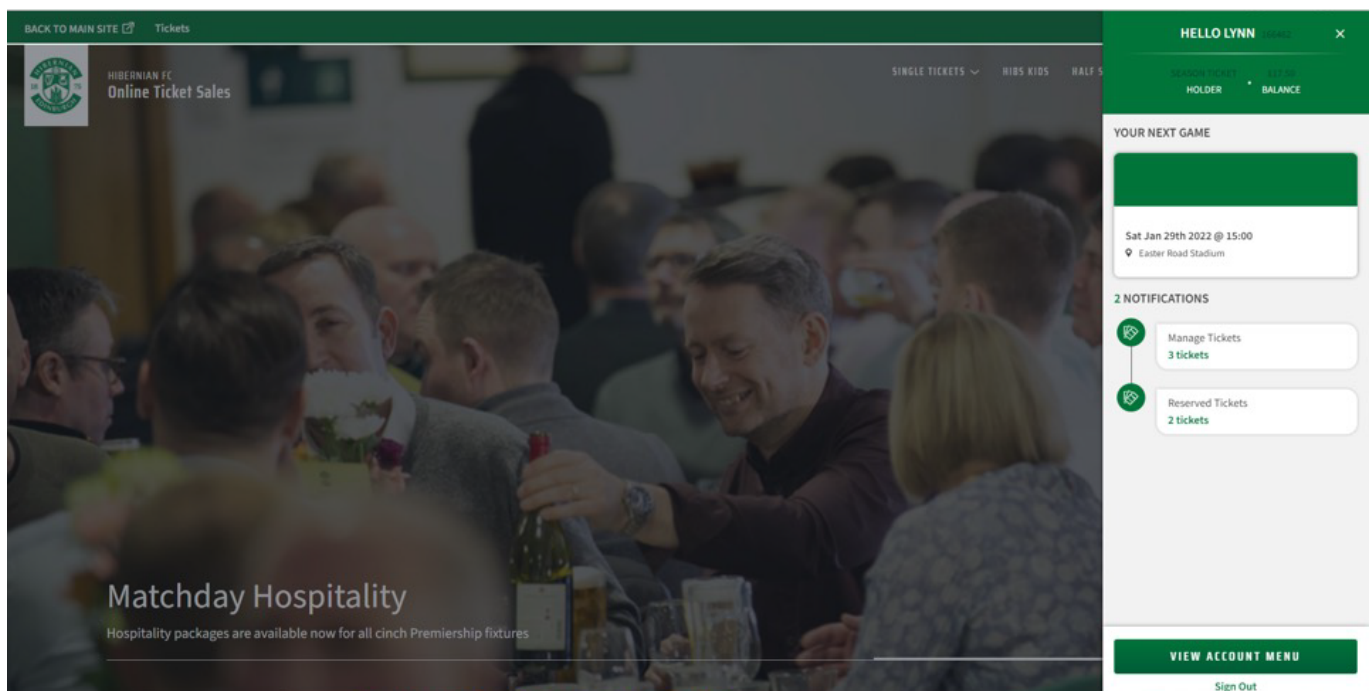 BACK TO MAIN SITE Tickets
HIBERNIAN FC
Online Ticket Sales
SINGLE TICKETS HIBS KIDS HALF S
HELLO LYNN
SEASON TICKET
HOLDER BALANCE
YOUR NEXT GAME
Sat Jan 29th 2022 @ 15:00
Easter Road Stadium
2 NOTIFICATIONS
Manage Tickets
3 tickets
Reserved Tickets
2 tickets
Matchday Hospitality
Hospitality packages are available now for all cinch Premiership fixtures
VIEW ACCOUNT MENU
Sign Out